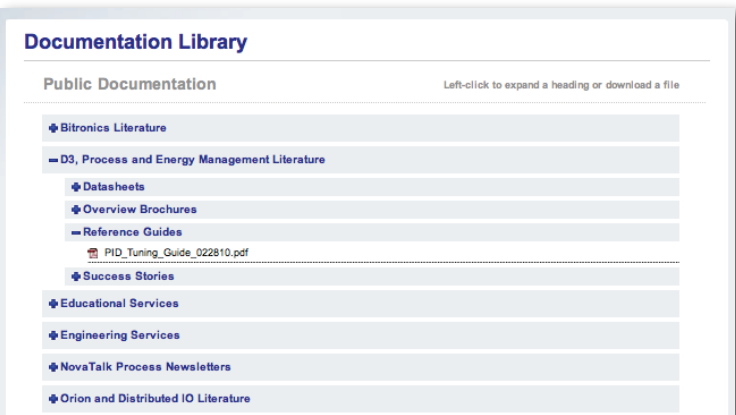 Documentation Library
Public Documentation
Left-click to expand a heading or download a file
Bitronics Literature
D3, Process and Energy Management Literature
Datasheets
Overview Brochures
Reference Guides
PID_Tuning_Guide_022810.pdf
Success Stories
Educational Services
Engineering Services
NovaTalk Process Newsletters
Orion and Distributed IO Literature